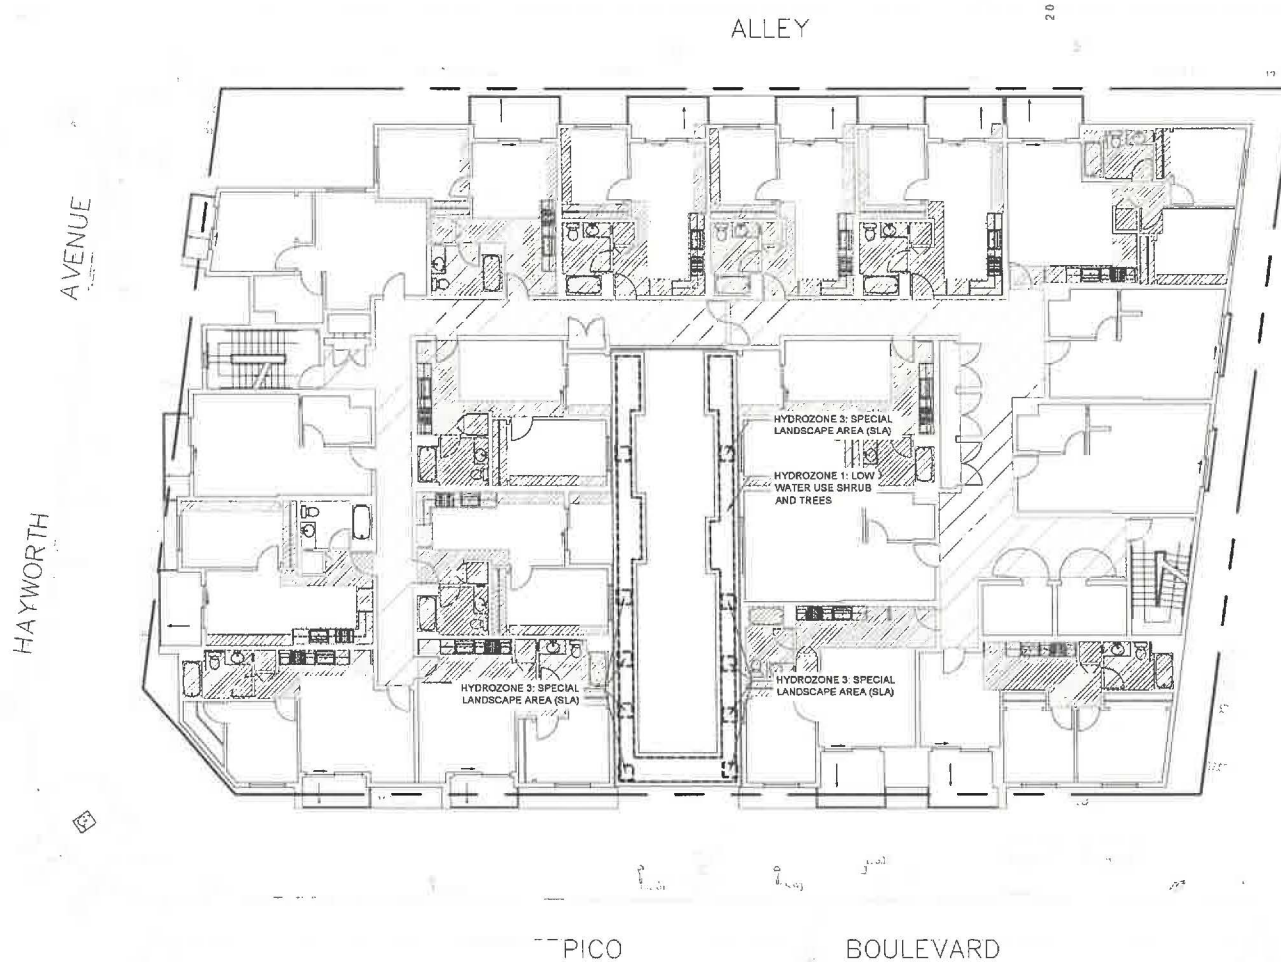 ALLEY
20
AVENUE
HYDROZONE 3: SPECIAL
LANDSCAPE AREA (SLA)
HYDROZONE 1: LOW
WATER USE SHRUB
AND TREES
HAYWORTH
HYDROZONE 3: SPECIAL
LANDSCAPE AREA (SLA)
HYDROZONE 3: SPECIAL
LANDSCAPE AREA (SLA)
PICO BOULEVARD